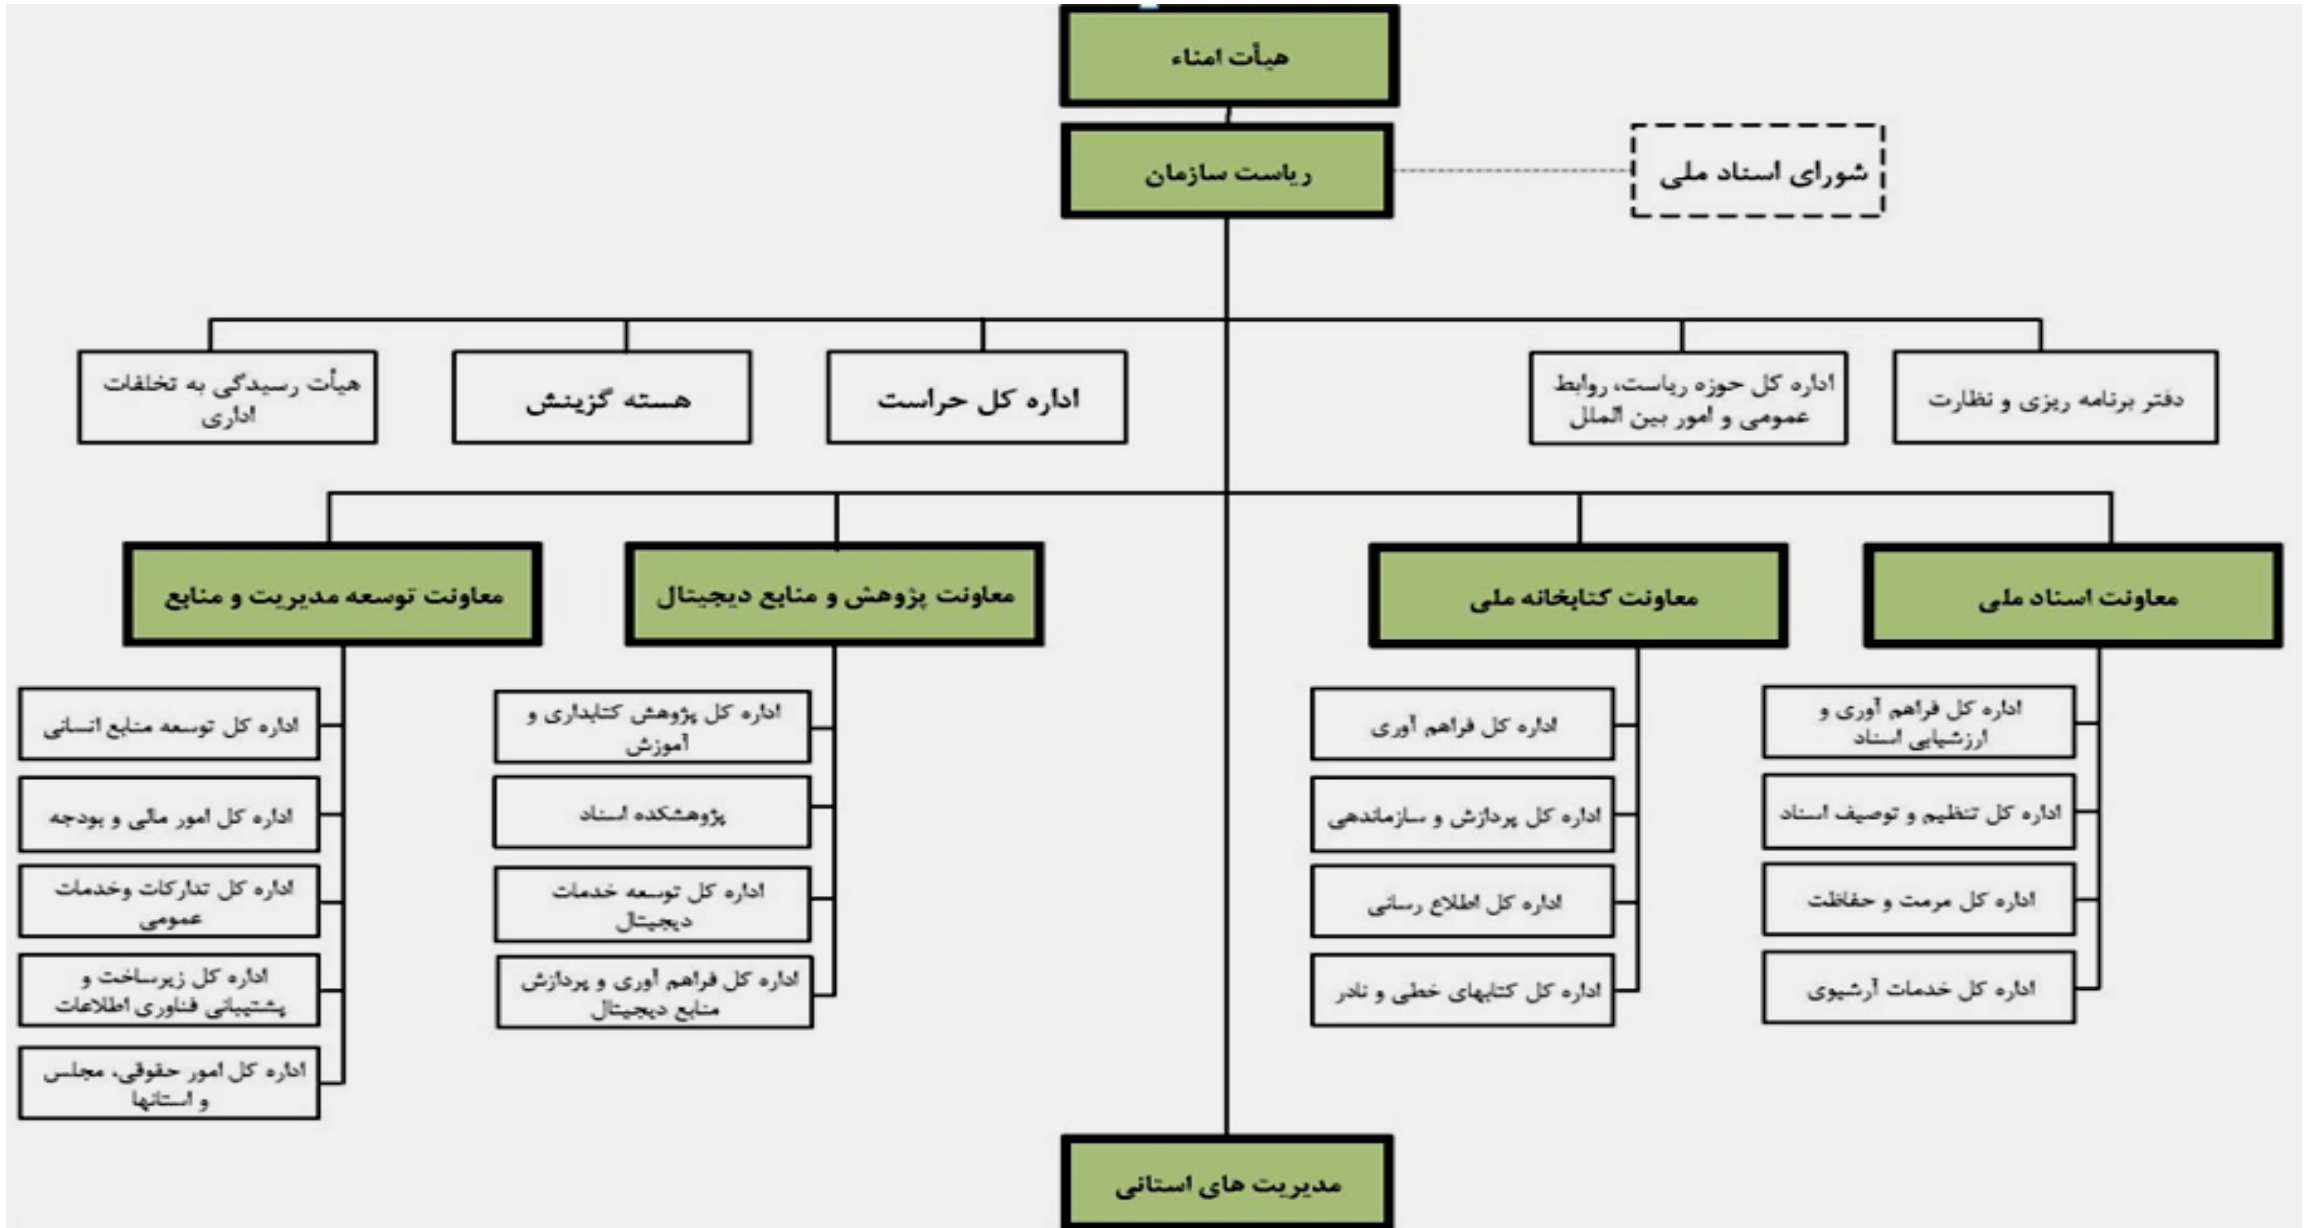 هیأت امناء
ریاست سازمان
شورای اسناد ملی
دفتر برنامه ریزی و نظارت
اداره کل حوزه ریاست، روابط
عمومی و امور بین الملل
اداره کل حراست
هسته گزینش
هیأت رسیدگی به تخلفات
اداری
معاونت اسناد ملی
معاونت کتابخانه ملی
معاونت پژوهش و منابع دیجیتال
معاونت توسعه مدیریت و منابع
اداره کل فراهم آوری و
ارزشیابی اسناد
اداره کل تنظیم و توصیف اسناد
اداره کل مرمت و حفاظت
اداره کل خدمات آرشیوی
اداره کل فراهم آوری
اداره کل پردازش و سازماندهی
اداره کل اطلاع رسانی
اداره کل کتابهای خطی و نادر
اداره کل پژوهش کتابداری و
آموزش
پژوهشکده اسناد
اداره کل توسعه خدمات
دیجیتال
اداره کل فراهم آوری و پردازش
منابع دیجیتال
اداره کل توسعه منابع انسانی
اداره کل امور مالی و بودجه
اداره کل تدارکات وخدمات
عمومی
اداره کل زیرساخت و
پشتیبانی فناوری اطلاعات
اداره کل امور حقوقی، مجلس
و استانها
مدیریت های استانی